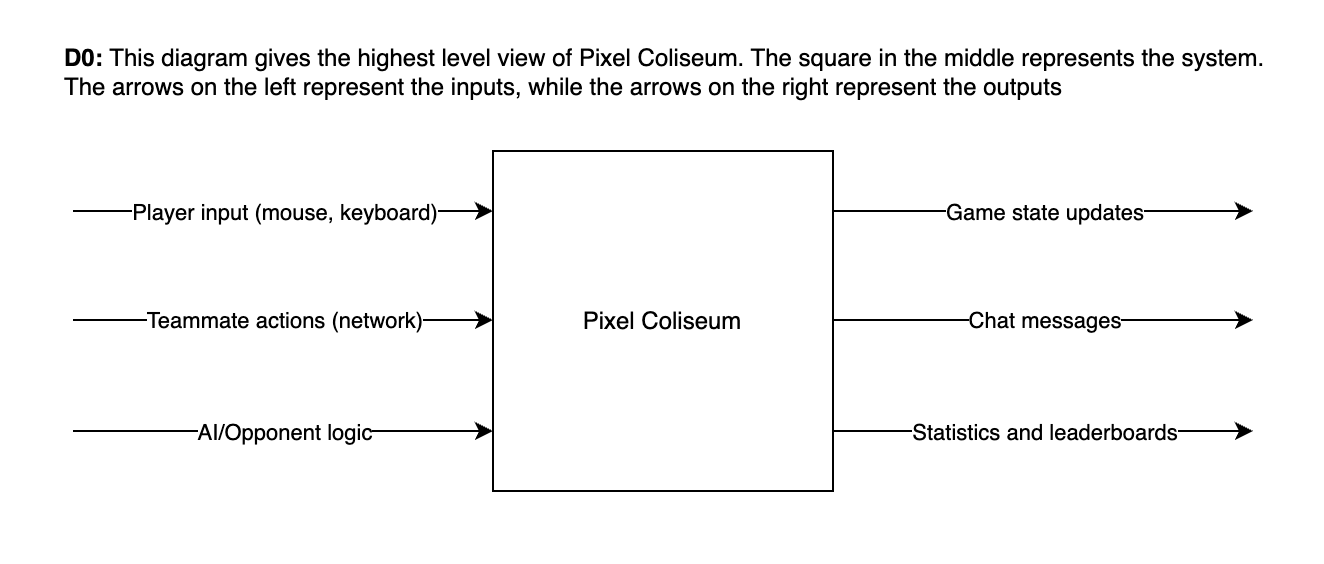 D0: This diagram gives the highest level view of Pixel Coliseum. The square in the middle represents the system.
The arrows on the left represent the inputs, while the arrows on the right represent the outputs
Player input (mouse, keyboard)
Game state updates
Teammate actions (network)
Pixel Coliseum
Chat messages
AI/Opponent logic
Statistics and leaderboards